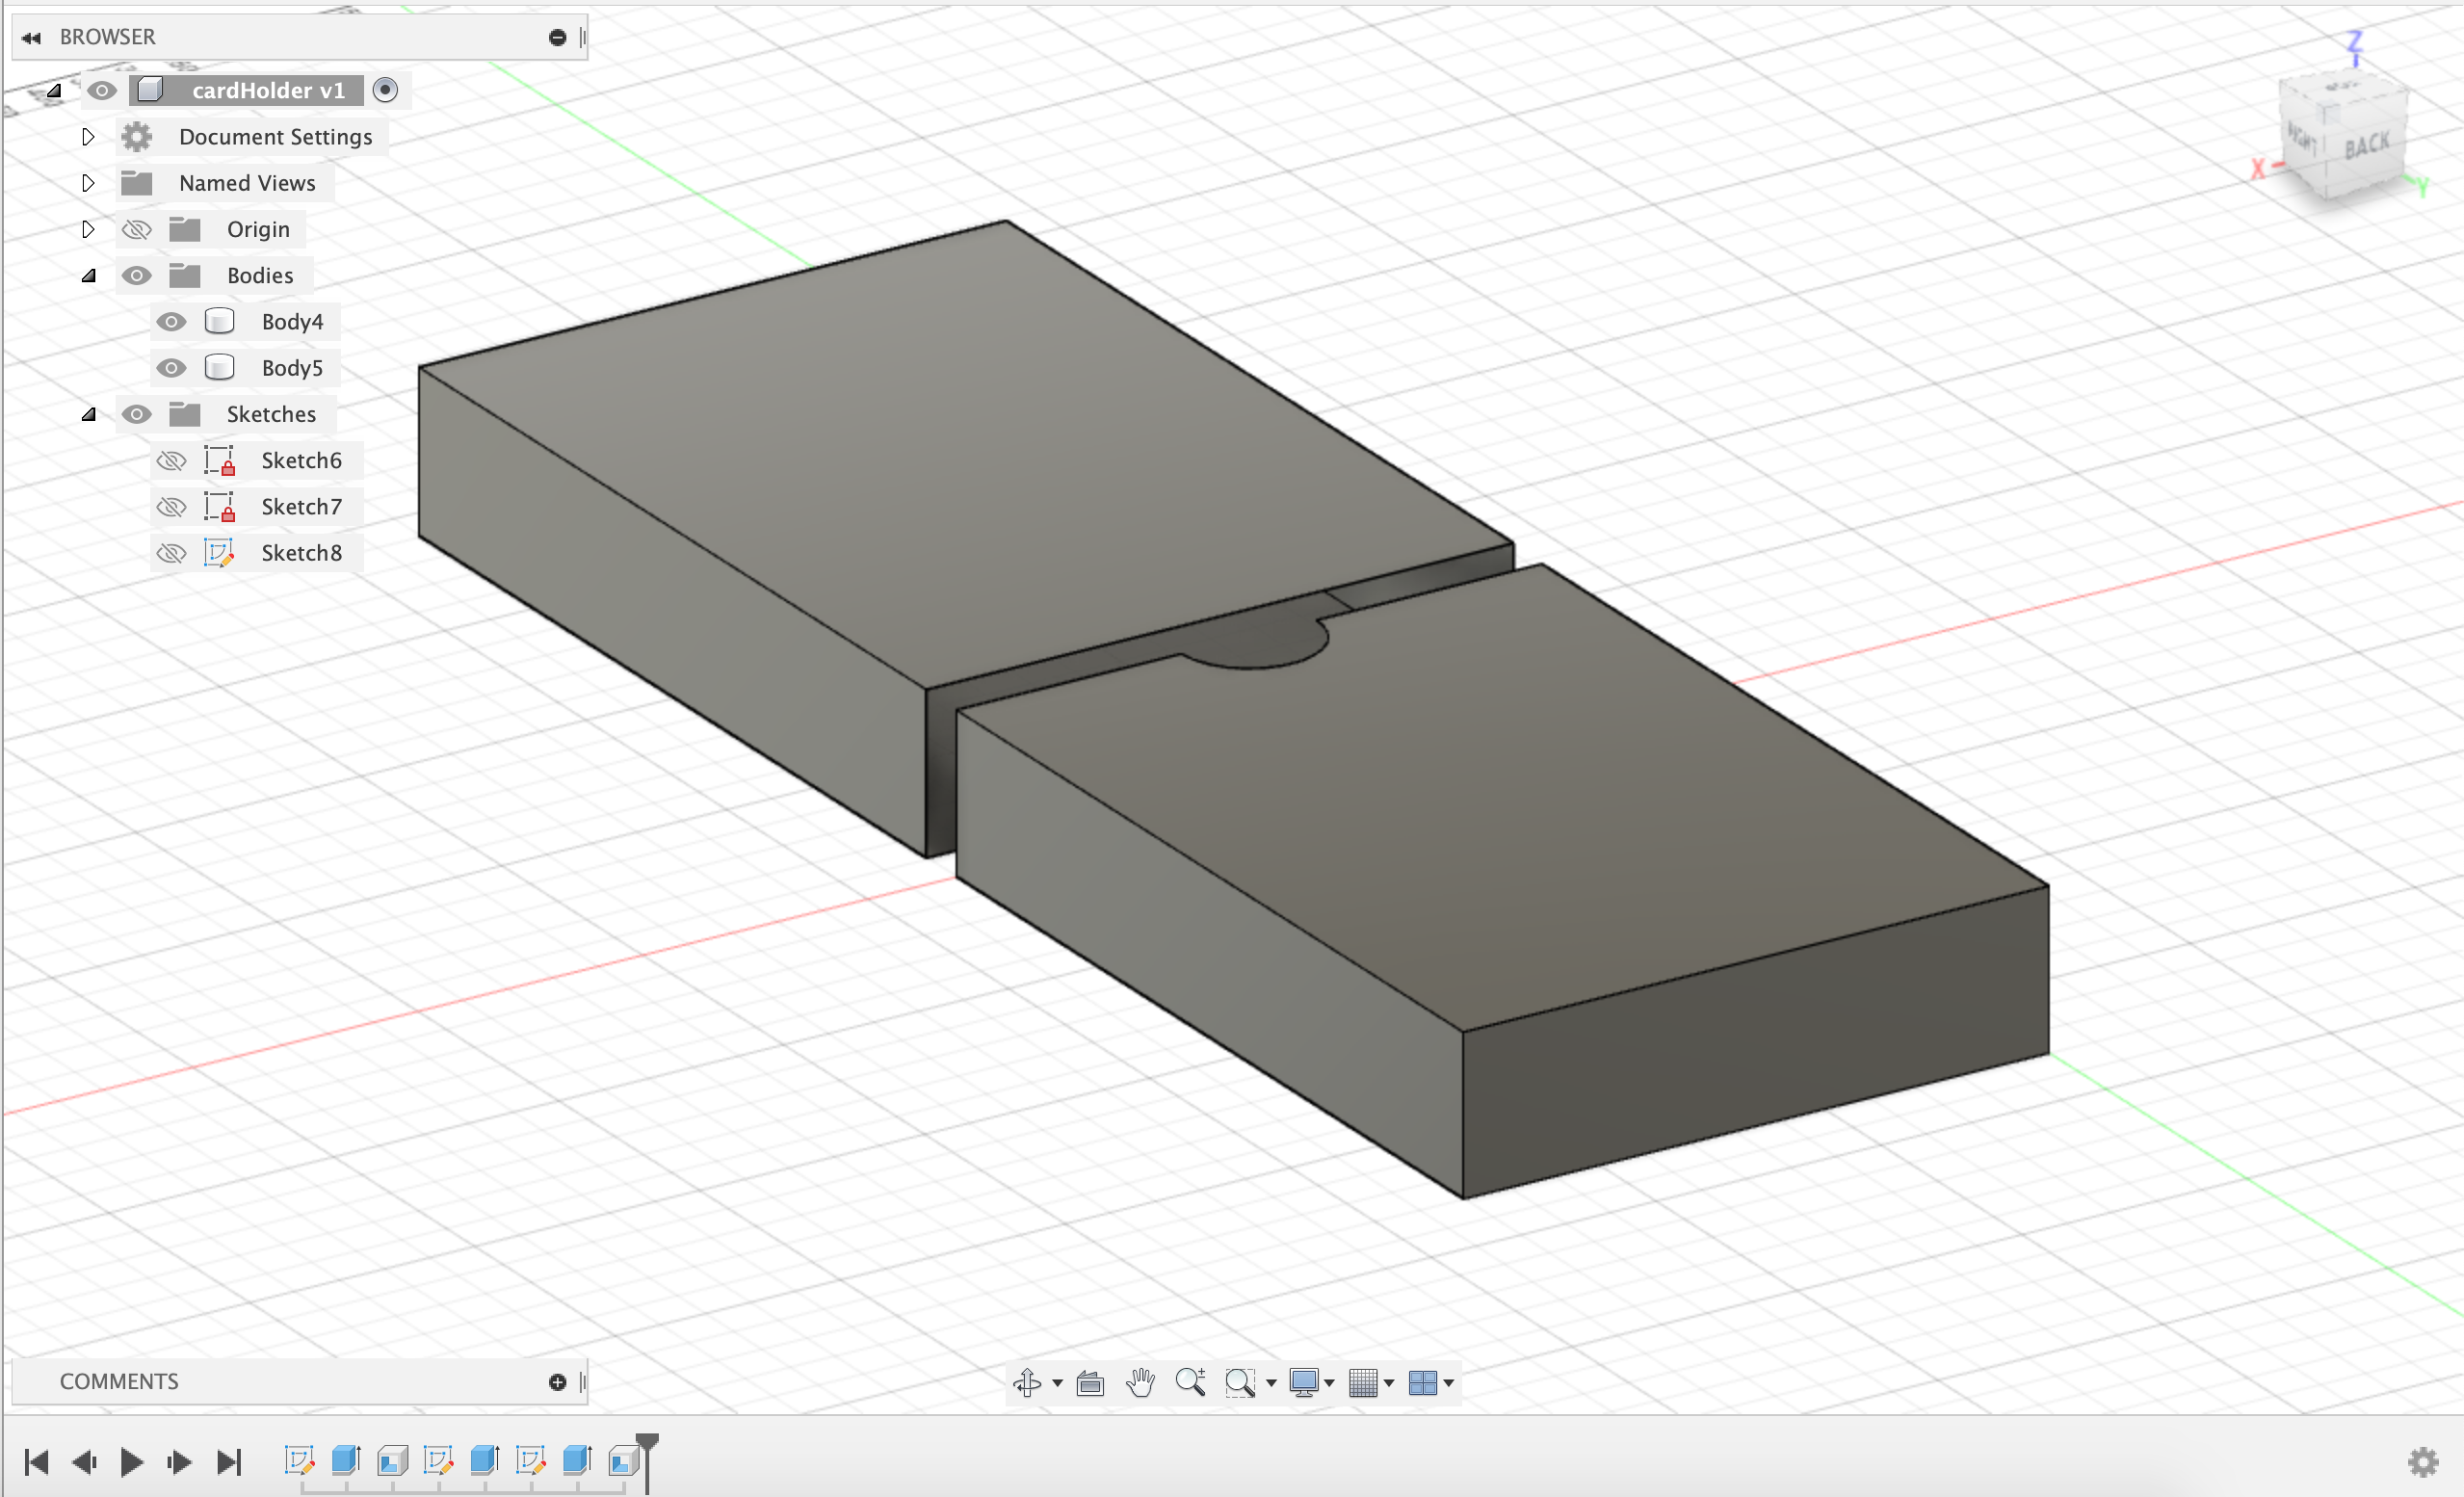 BROWSER
cardHolder v1
Document Settings
Named Views
Origin
Bodies
Body4
Body5
Sketches
Sketch6
Sketch7
Sketch8
Z
RIGHT
BACK
X
Y
COMMENTS